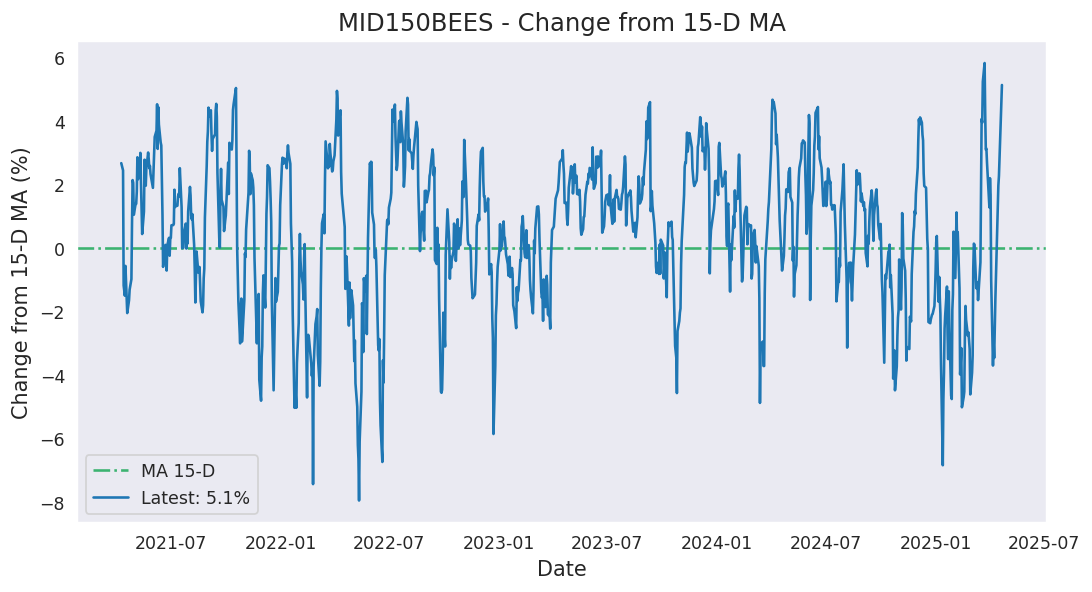 MID150BEES - Change from 15-D MA
Change from 15-D MA (%)
6
4
2
0
−2
−4
−6
−8
MA 15-D
Latest: 5.1%
2021-07 2022-01 2022-07 2023-01 2023-07 2024-01 2024-07 2025-01 2025-07
Date